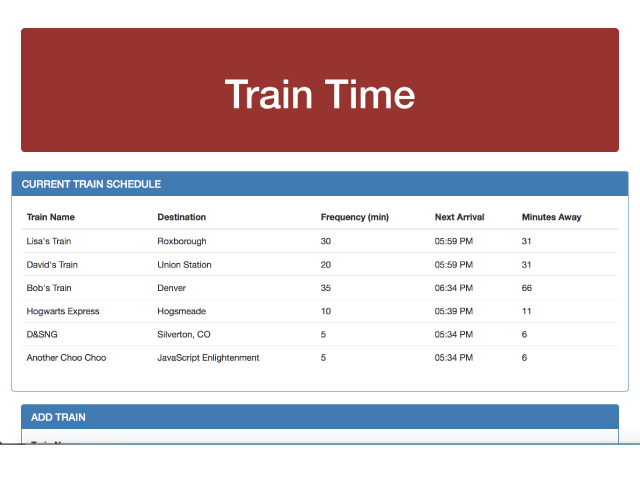 Train Time
CURRENT TRAIN SCHEDULE
Train Name Destination Frequency (min) Next Arrival Minutes Away
Lisa's Train Roxborough 30 05:59 PM 31
David's Train Union Station 20 05:59 PM 31
Bob's Train Denver 35 06:34 PM 66
Hogwarts Express Hogsmeade 10 05:39 PM 11
D&SNG Silverton, CO 5 05:34 PM 6
Another Choo Choo JavaScript Enlightenment 5 05:34 PM 6
ADD TRAIN